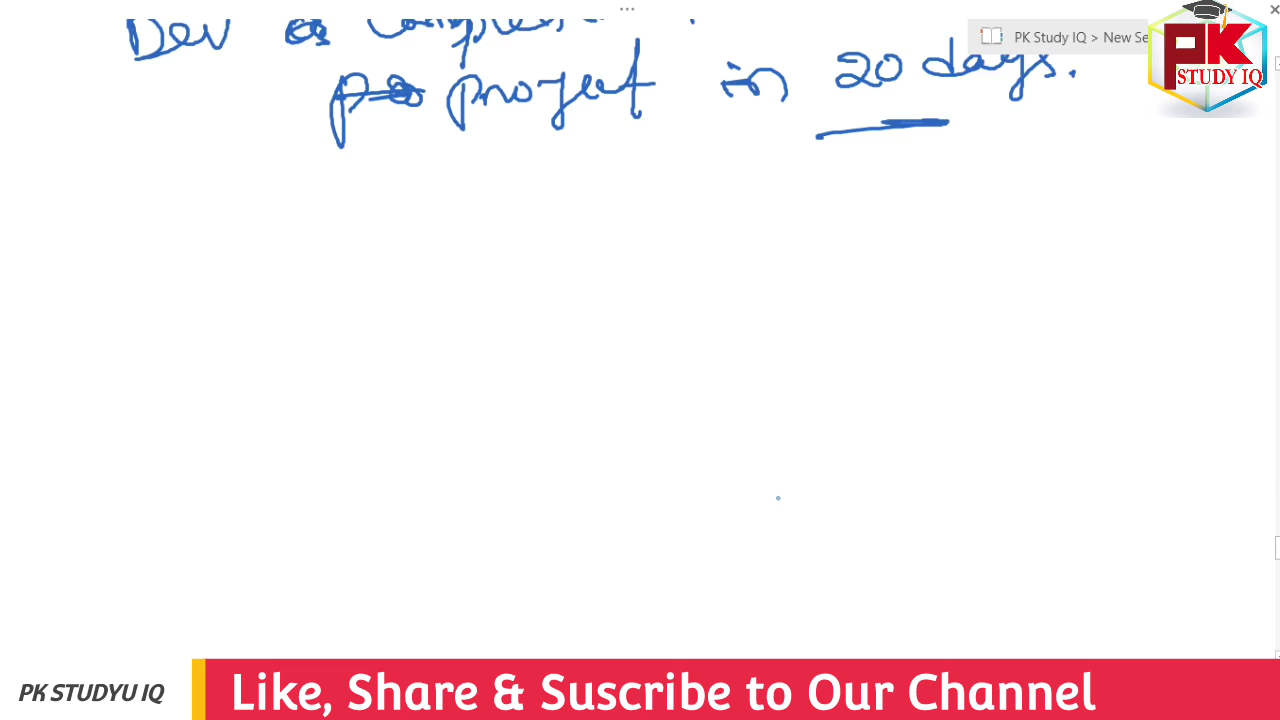 ...
PK Study IQ > New Se
PK
STUDY IQ
Dev
project in 20 days.
PK STUDYU IQ
Like, Share & Suscribe to Our Channel